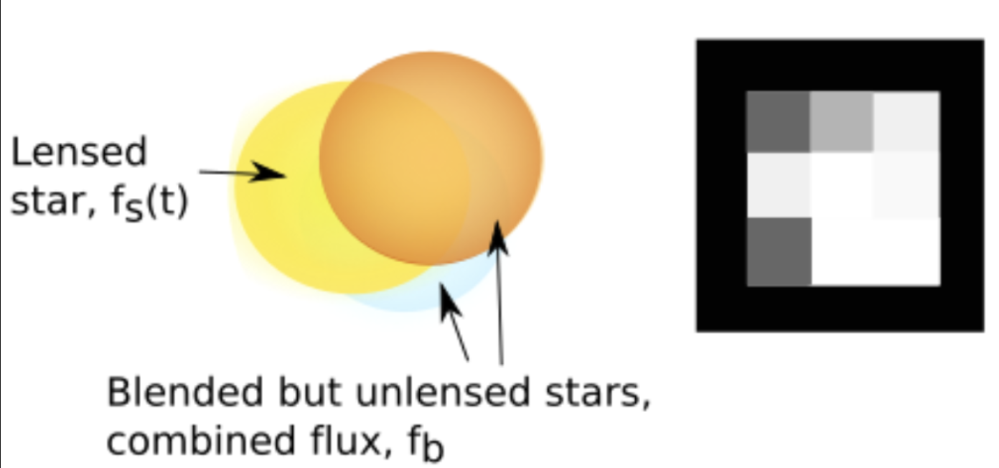 Lensed
star, fs(t)
Blended but unlensed stars,
combined flux, fb